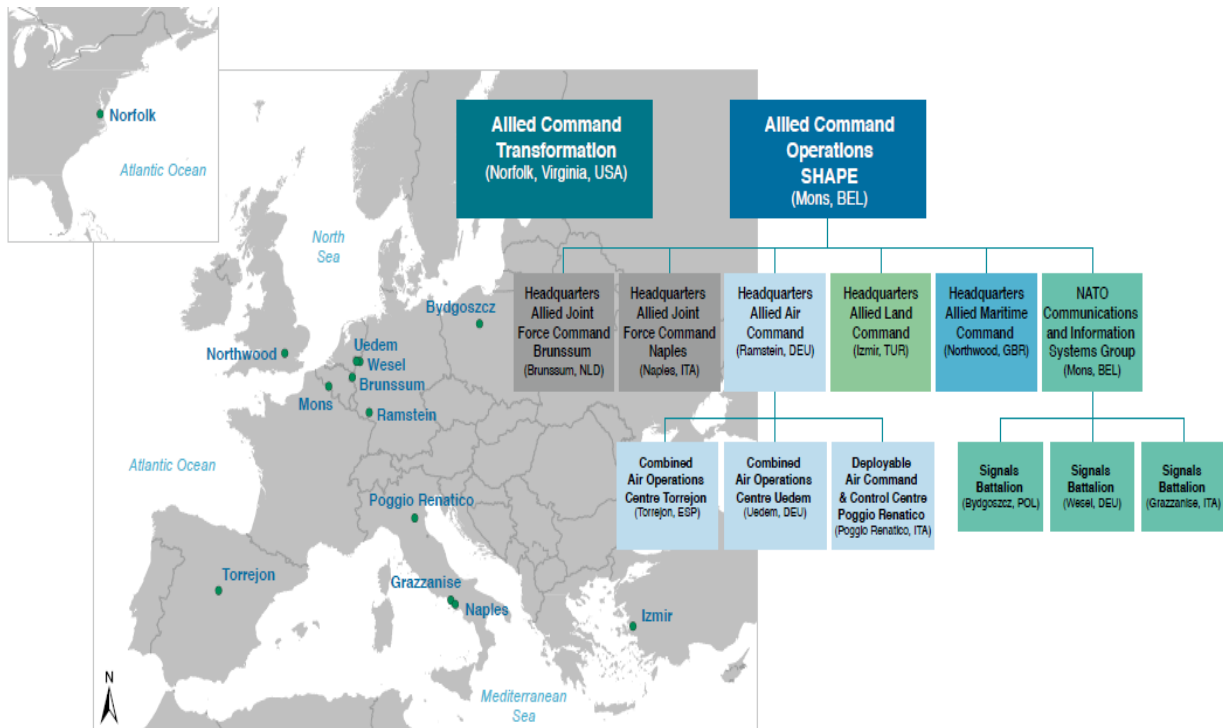 Norfolk
Atlantic Ocean
Allied Command
Transformation
(Norfolk, Virginia, USA)
Allied Command
Operations
SHAPE
(Mons, BEL)
North
Sea
Headquarters
Allied Joint
Force Command
Brunssum
(Brunssum, NLD)
Headquarters
Allied Joint
Force Command
Naples
(Naples, ITA)
Headquarters
Allied Air
Command
(Ramstein, DEU)
Headquarters
Allied Land
Command
(Izmir, TUR)
Headquarters
Allied Maritime
Command
(Northwood, GBR)
NATO
Communications
and Information
Systems Group
(Mons, BEL)
Bydgoszcz
Northwood
Uedem
Wesel
Brunssum
Mons
Ramstein
Atlantic Ocean
Combined
Air Operations
Centre Torrejon
(Torrejon, ESP)
Combined
Air Operations
Centre Uedem
(Uedem, DEU)
Deployable
Air Command
& Control Centre
Poggio Renatico
(Poggio Renatico, ITA)
Signals
Battalion
(Bydgoszcz, POL)
Signals
Battalion
(Wesel, DEU)
Signals
Battalion
(Grazzanise, ITA)
Poggio Renatico
Torrejon
Grazzanise
Naples
Izmir
N
Mediterranean
Sea